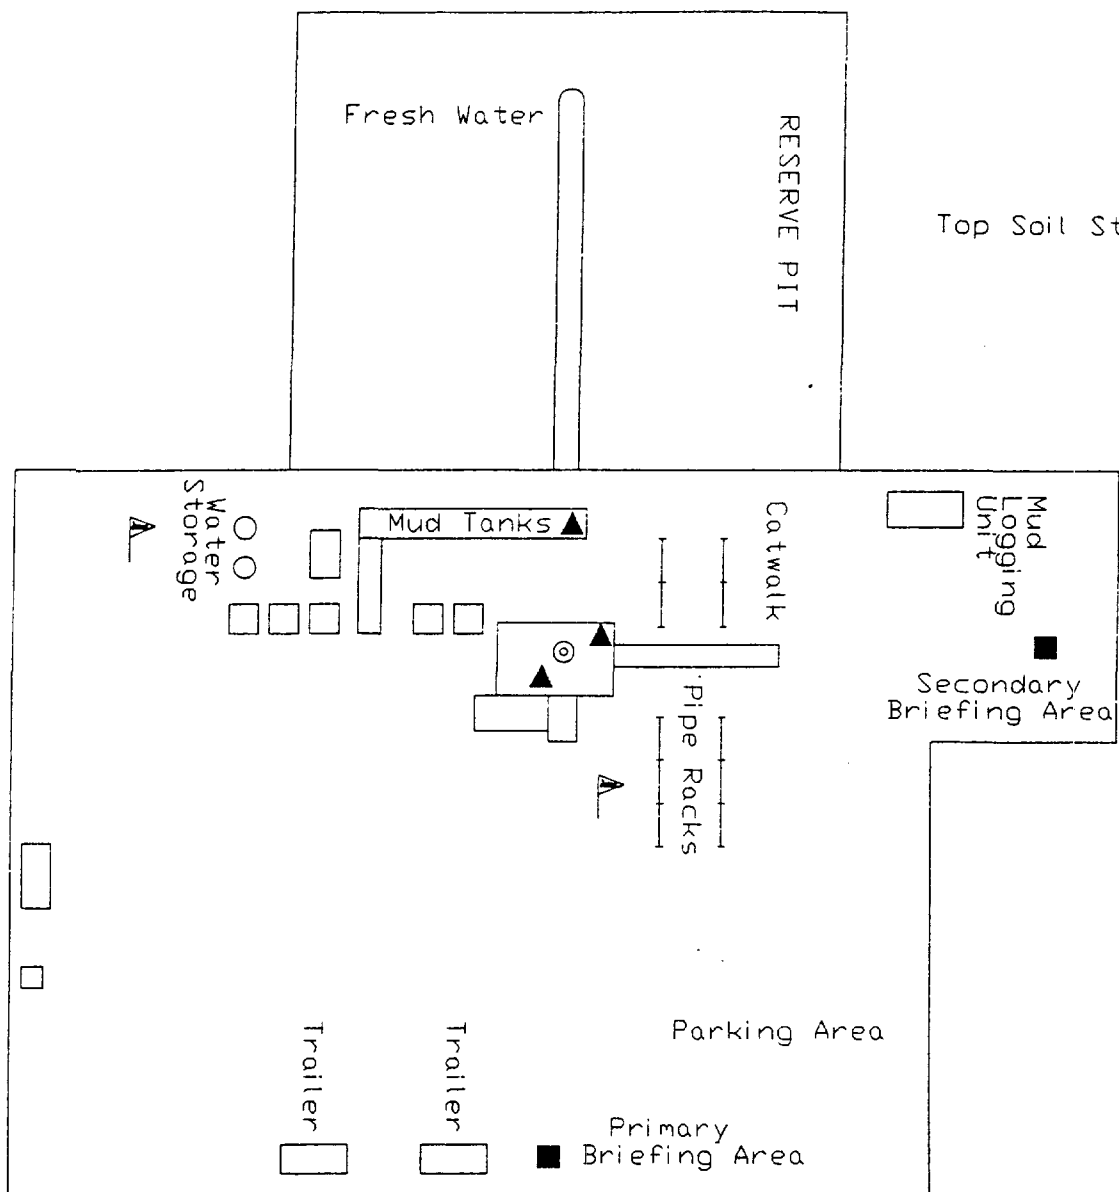 Fresh Water
RESERVE PIT
Top Soil St
Water
Storage
Mud Tanks
Catwalk
Mud
Logging
Unit
Secondary
Briefing Area
Pipe Racks
Parking Area
Trailer
Trailer
Primary
Briefing Area